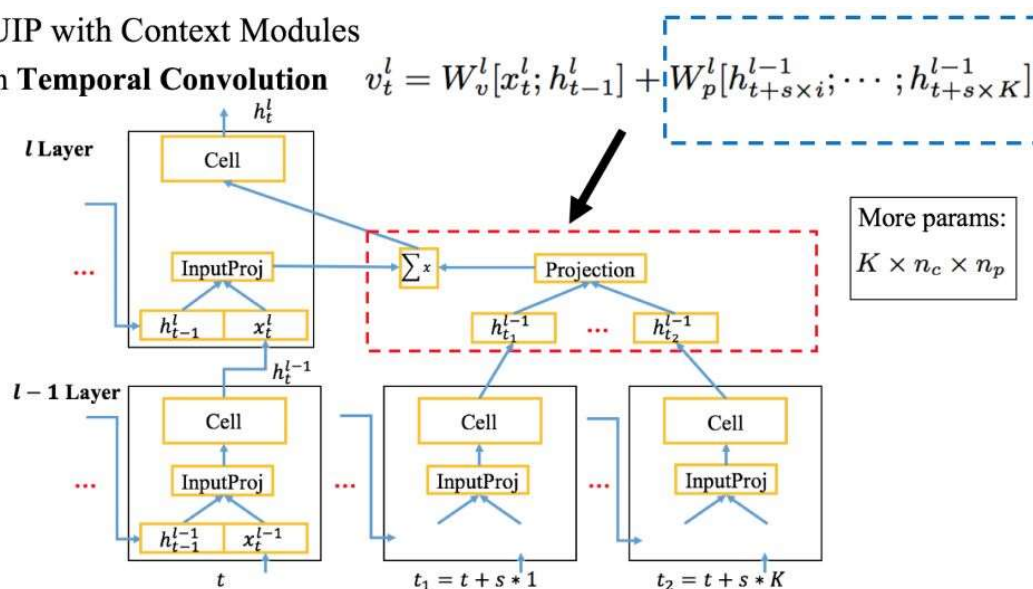 UIP with Context Modules
n Temporal Convolution
v_t^l = W_v^l[x_t^l; h_{t-1}^l] + W_p^l[h_{t+s×i}^{l-1}; ⋯ ; h_{t+s×K}^{l-1}]
h_t^l
l Layer
Cell
More params:
K × n_c × n_p
...
InputProj
∑ x
Projection
h_{t-1}^l x_t^l
h_{t_1}^{l-1} ... h_{t_2}^{l-1}
h_t^{l-1}
l − 1 Layer
Cell
Cell
Cell
...
InputProj
...
InputProj
...
InputProj
h_{t-1}^{l-1} x_t^{l-1}
t
t_1 = t + s * 1
t_2 = t + s * K